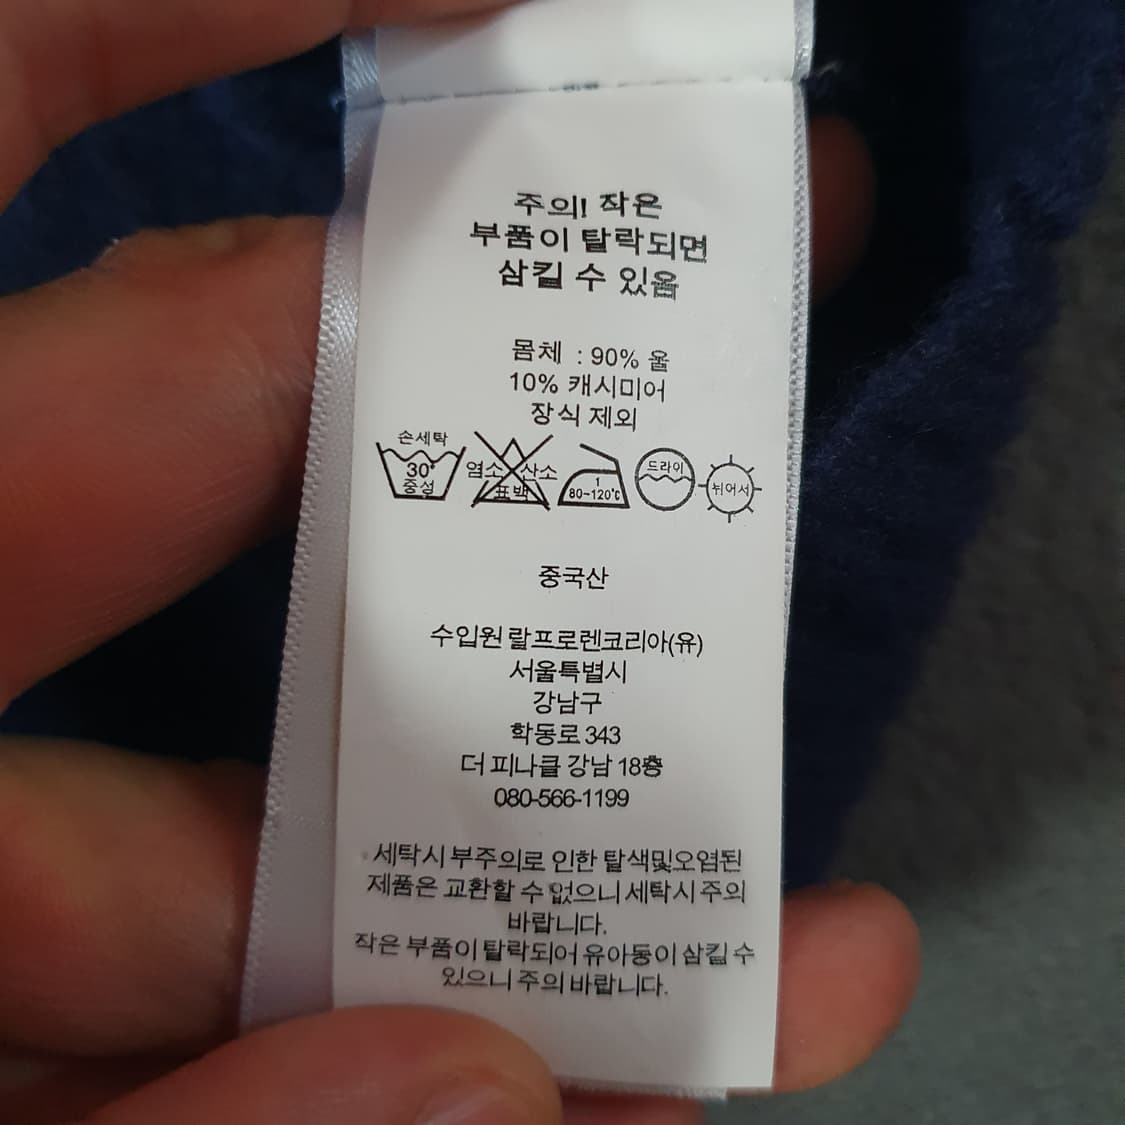 주의! 작은
부품이 탈락되면
삼킬 수 있음
몸체 : 90% 울
10% 캐시미어
장식 제외
손세탁
30°
중성
염소 산소
표백
1
80~120℃
드라이
뉘어서
중국산
수입원 랄프로렌코리아(유)
서울특별시
강남구
학동로 343
더 피나클 강남 18층
080-566-1199
세탁시 부주의로 인한 탈색및오염된
제품은 교환할 수 없으니 세탁시 주의
바랍니다.
작은 부품이 탈락되어 유아동이 삼킬 수
있으니 주의 바랍니다.